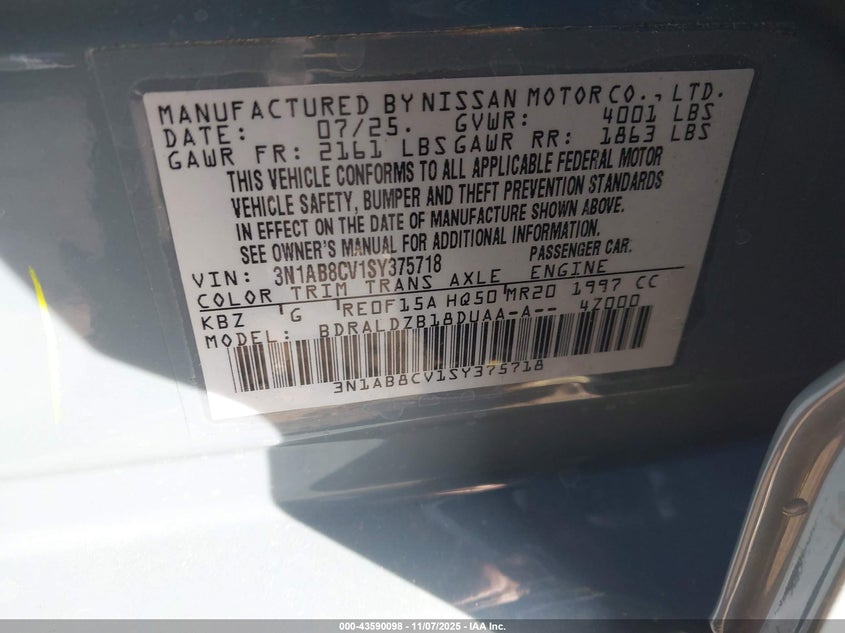 MANUFACTURED BY NISSAN MOTOR CO., LTD.
DATE: 07/25. GVWR: 4001 LBS
GAWR FR: 2161 LBS GAWR RR: 1863 LBS
THIS VEHICLE CONFORMS TO ALL APPLICABLE FEDERAL MOTOR
VEHICLE SAFETY, BUMPER AND THEFT PREVENTION STANDARDS
IN EFFECT ON THE DATE OF MANUFACTURE SHOWN ABOVE.
SEE OWNER'S MANUAL FOR ADDITIONAL INFORMATION.
VIN: 3N1AB8CV1SY375718 PASSENGER CAR.
COLOR TRIM TRANS AXLE ENGINE
KBZ G RE0F15A HQ50 MR20 1997 CC
MODEL: BDRALDZB18DUAA-A-- 4Z000
3N1AB8CV1SY375718
000-43590098 - 11/07/2025 - IAA Inc.